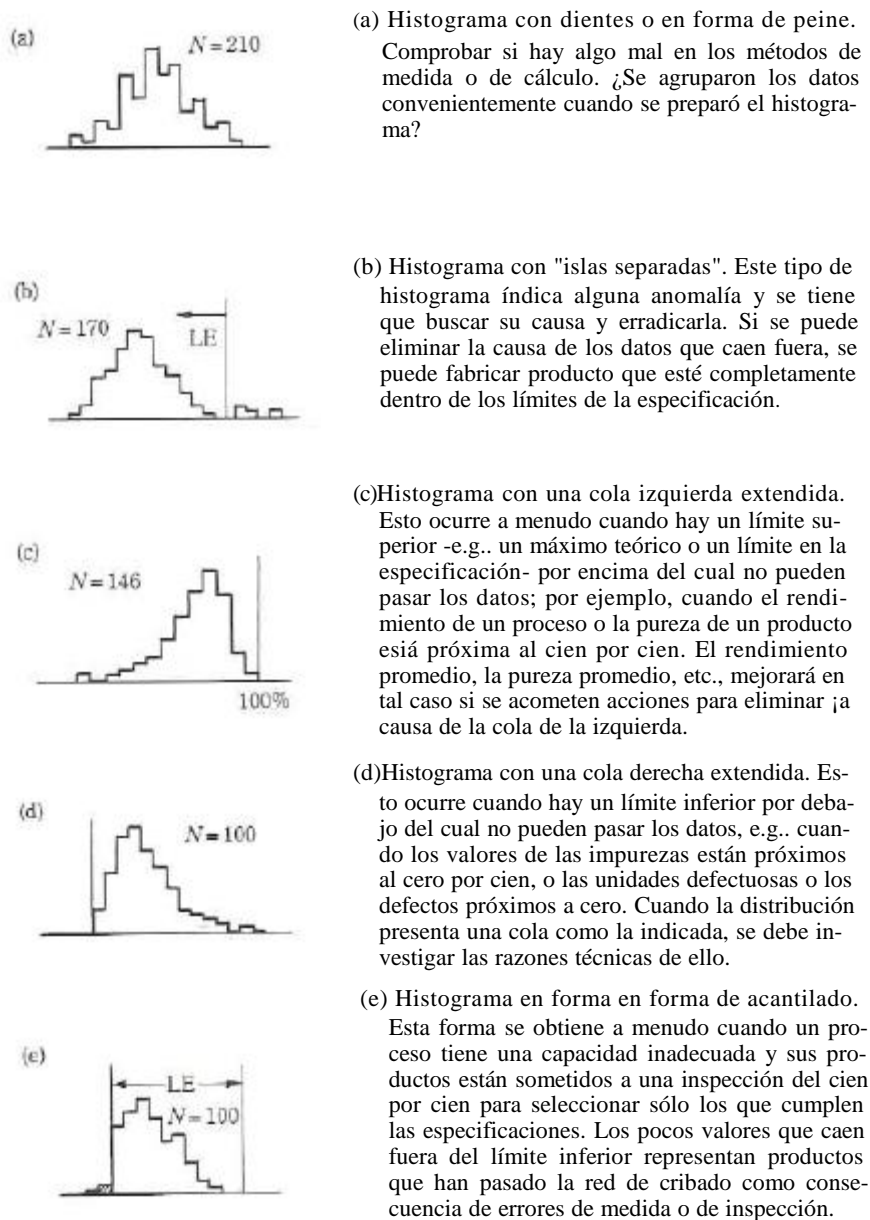 (a)
N=210
(a) Histograma con dientes o en forma de peine.
Comprobar si hay algo mal en los métodos de
medida o de cálculo. ¿Se agruparon los datos
convenientemente cuando se preparó el histogra-
ma?
(b)
N=170
LE
(b) Histograma con "islas separadas". Este tipo de
histograma índica alguna anomalía y se tiene
que buscar su causa y erradicarla. Si se puede
eliminar la causa de los datos que caen fuera, se
puede fabricar producto que esté completamente
dentro de los límites de la especificación.
(c)
N=146
100%
(c)Histograma con una cola izquierda extendida.
Esto ocurre a menudo cuando hay un límite su-
perior -e.g.. un máximo teórico o un límite en la
especificación- por encima del cual no pueden
pasar los datos; por ejemplo, cuando el rendi-
miento de un proceso o la pureza de un producto
esiá próxima al cien por cien. El rendimiento
promedio, la pureza promedio, etc., mejorará en
tal caso si se acometen acciones para eliminar ¡a
causa de la cola de la izquierda.
(d)
N=100
(d)Histograma con una cola derecha extendida. Es-
to ocurre cuando hay un límite inferior por deba-
jo del cual no pueden pasar los datos, e.g.. cuan-
do los valores de las impurezas están próximos
al cero por cien, o las unidades defectuosas o los
defectos próximos a cero. Cuando la distribución
presenta una cola como la indicada, se debe in-
vestigar las razones técnicas de ello.
(e)
LE
N=100
(e) Histograma en forma en forma de acantilado.
Esta forma se obtiene a menudo cuando un pro-
ceso tiene una capacidad inadecuada y sus pro-
ductos están sometidos a una inspección del cien
por cien para seleccionar sólo los que cumplen
las especificaciones. Los pocos valores que caen
fuera del límite inferior representan productos
que han pasado la red de cribado como conse-
cuencia de errores de medida o de inspección.